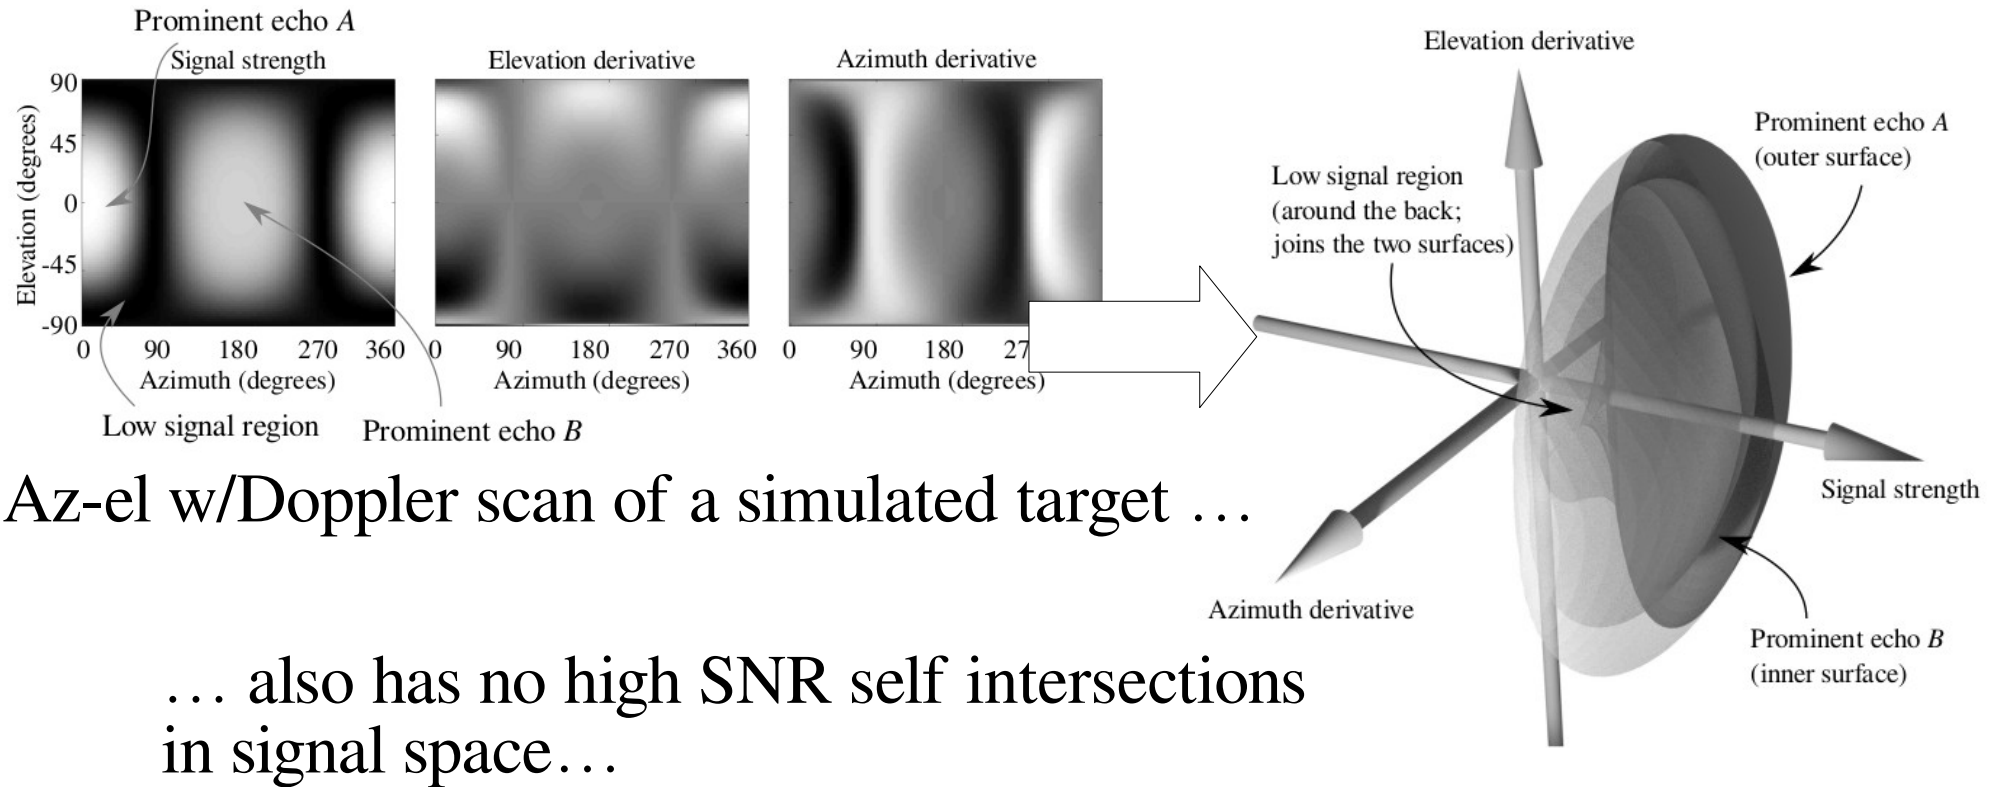 Prominent echo A
Signal strength
Elevation derivative
Azimuth derivative
Elevation (degrees)
90
45
0
-45
-90
0 90 180 270 360
Azimuth (degrees)
0 90 180 270 360
Azimuth (degrees)
0 90 180 27
Azimuth (degrees)
Low signal region
Prominent echo B
Elevation derivative
Prominent echo A
(outer surface)
Low signal region
(around the back;
joins the two surfaces)
Signal strength
Azimuth derivative
Prominent echo B
(inner surface)
Az-el w/Doppler scan of a simulated target …
… also has no high SNR self intersections
in signal space…